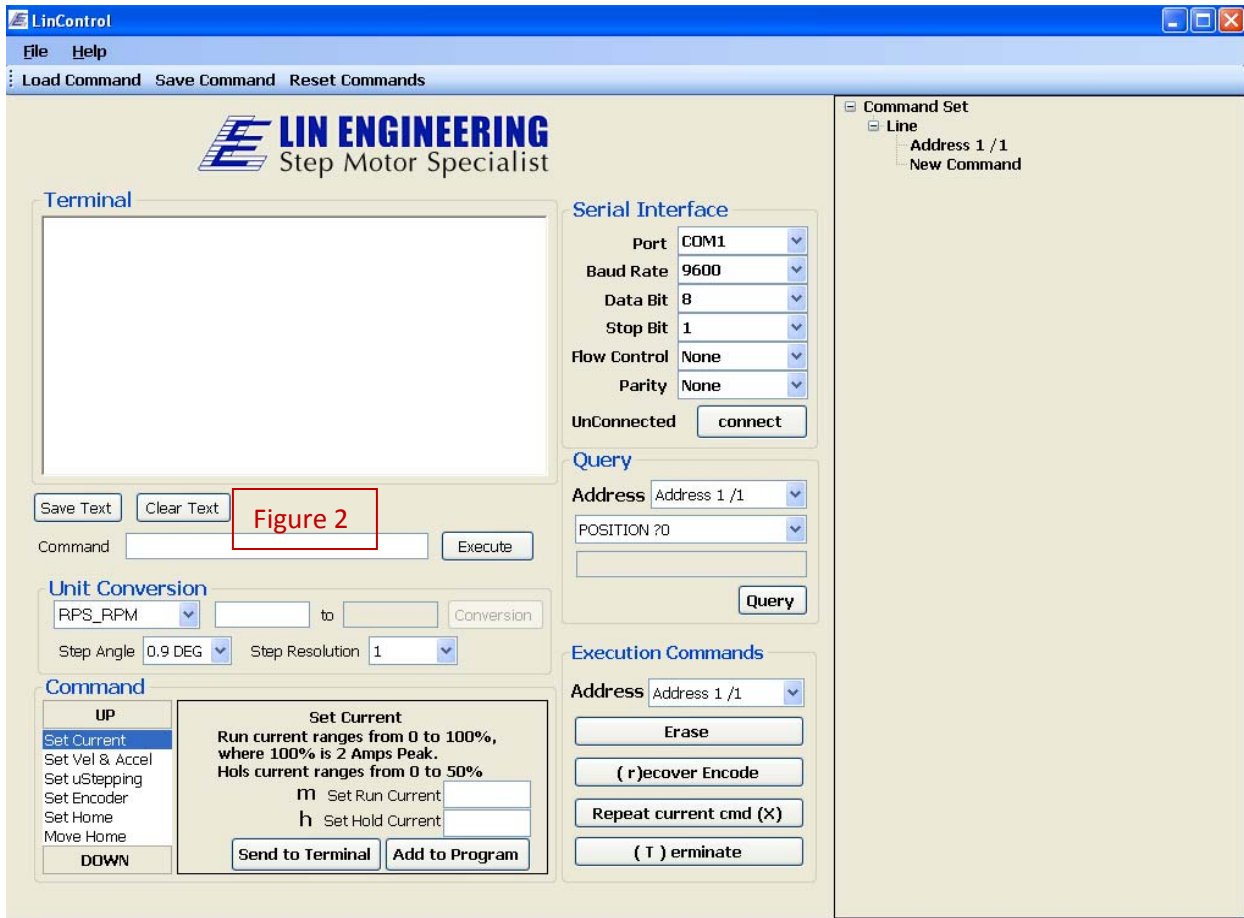 LinControl
File Help
Load Command Save Command Reset Commands
LIN ENGINEERING
Step Motor Specialist
Terminal
Save Text Clear Text
Figure 2
Command Execute
Unit Conversion
RPS_RPM to Conversion
Step Angle 0.9 DEG Step Resolution 1
Command
UP
Set Current
Set Vel & Accel
Set uStepping
Set Encoder
Set Home
Move Home
DOWN
Set Current
Run current ranges from 0 to 100%,
where 100% is 2 Amps Peak.
Hols current ranges from 0 to 50%
m Set Run Current
h Set Hold Current
Send to Terminal Add to Program
Serial Interface
Port COM1
Baud Rate 9600
Data Bit 8
Stop Bit 1
Flow Control None
Parity None
UnConnected connect
Query
Address Address 1 /1
POSITION ?0
Query
Execution Commands
Address Address 1 /1
Erase
( r )ecover Encode
Repeat current cmd (X)
( T ) erminate
Command Set
Line
Address 1 /1
New Command